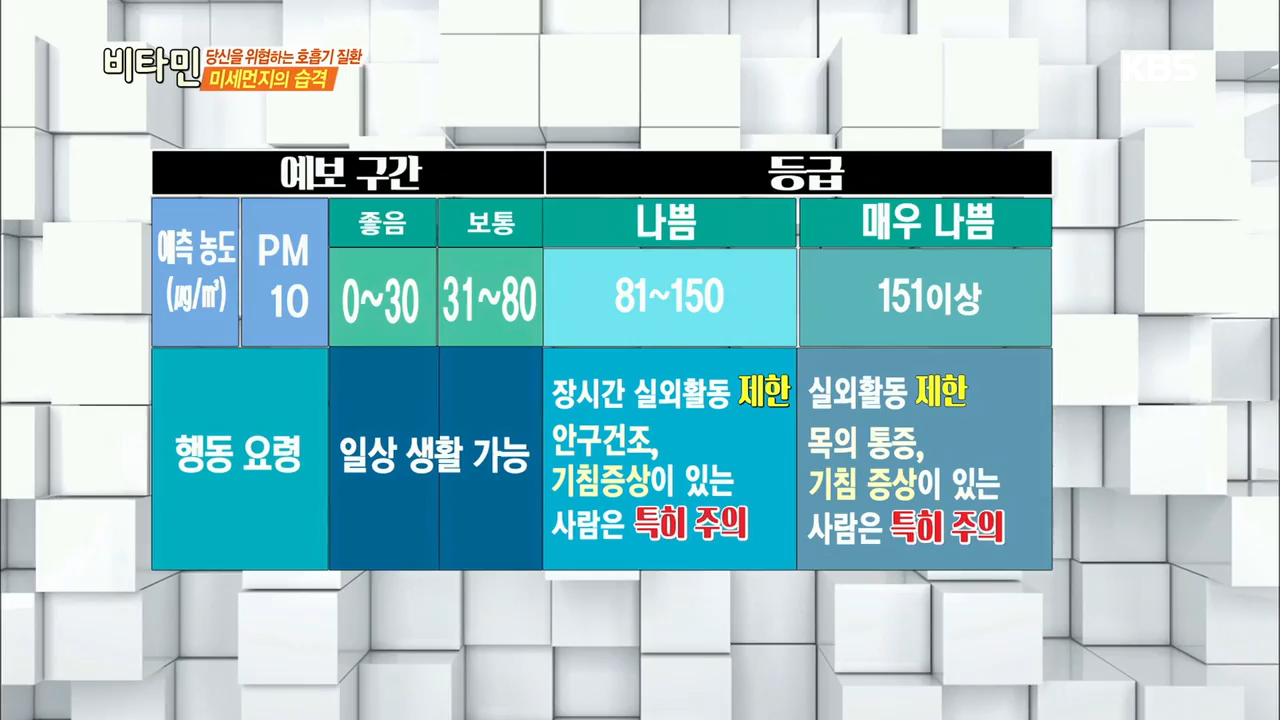 비타민
당신을 위협하는 호흡기 질환
미세먼지의 습격
KBS
예보 구간
등급
예측 농도
(㎍/㎥)
PM
10
좋음
보통
나쁨
매우 나쁨
0~30
31~80
81~150
151이상
행동 요령
일상 생활 가능
장시간 실외활동 제한
안구건조,
기침증상이 있는
사람은 특히 주의
실외활동 제한
목의 통증,
기침 증상이 있는
사람은 특히 주의